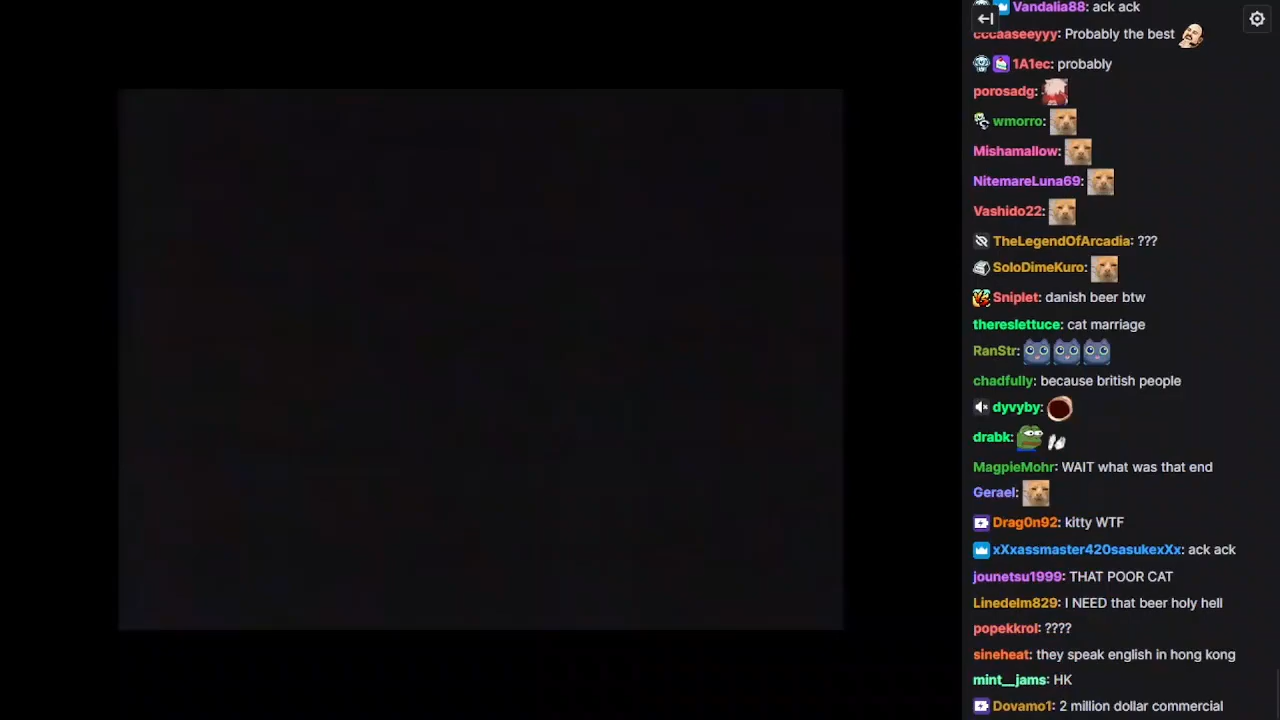 Vandalia88: ack ack
cccaaseeyyy: Probably the best
1A1ec: probably
porosadg:
wmorro:
Mishamallow:
NitemareLuna69:
Vashido22:
TheLegendOfArcadia: ???
SoloDimeKuro:
Sniplet: danish beer btw
thereslettuce: cat marriage
RanStr:
chadfully: because british people
dyvyby:
drabk:
MagpieMohr: WAIT what was that end
Gerael:
Drag0n92: kitty WTF
xXxassmaster420sasukexXx: ack ack
jounetsu1999: THAT POOR CAT
Linedelm829: I NEED that beer holy hell
popekkrol: ????
sineheat: they speak english in hong kong
mint__jams: HK
Dovamo1: 2 million dollar commercial